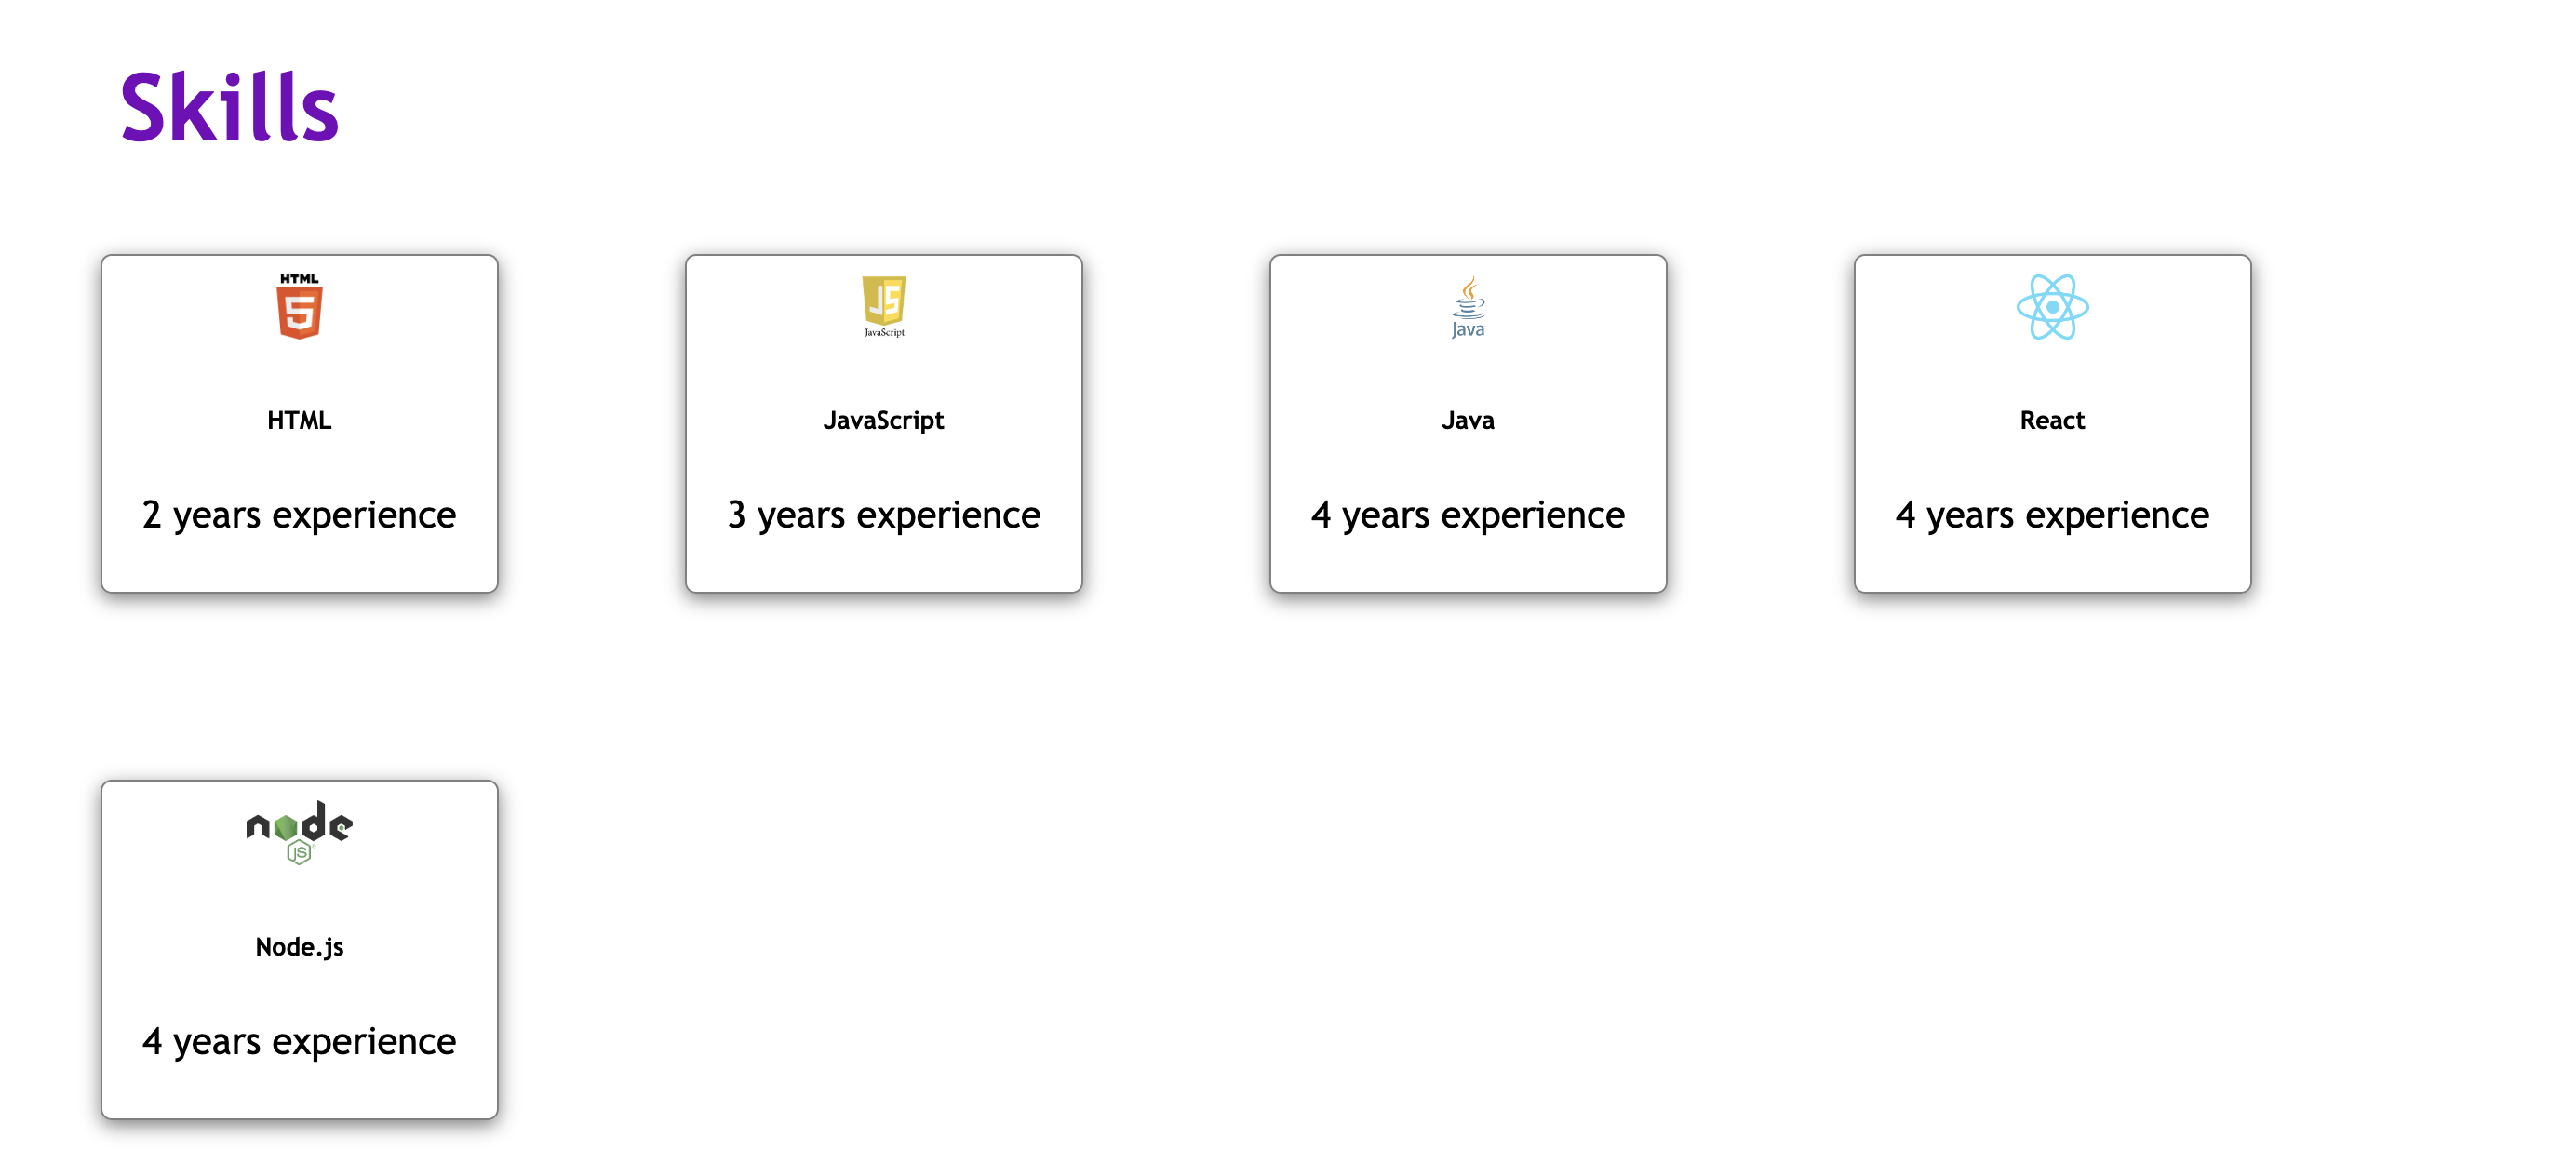 Skills
HTML
5
HTML
2 years experience
JS
JavaScript
JavaScript
3 years experience
Java
Java
4 years experience
React
4 years experience
node
JS
Node.js
4 years experience